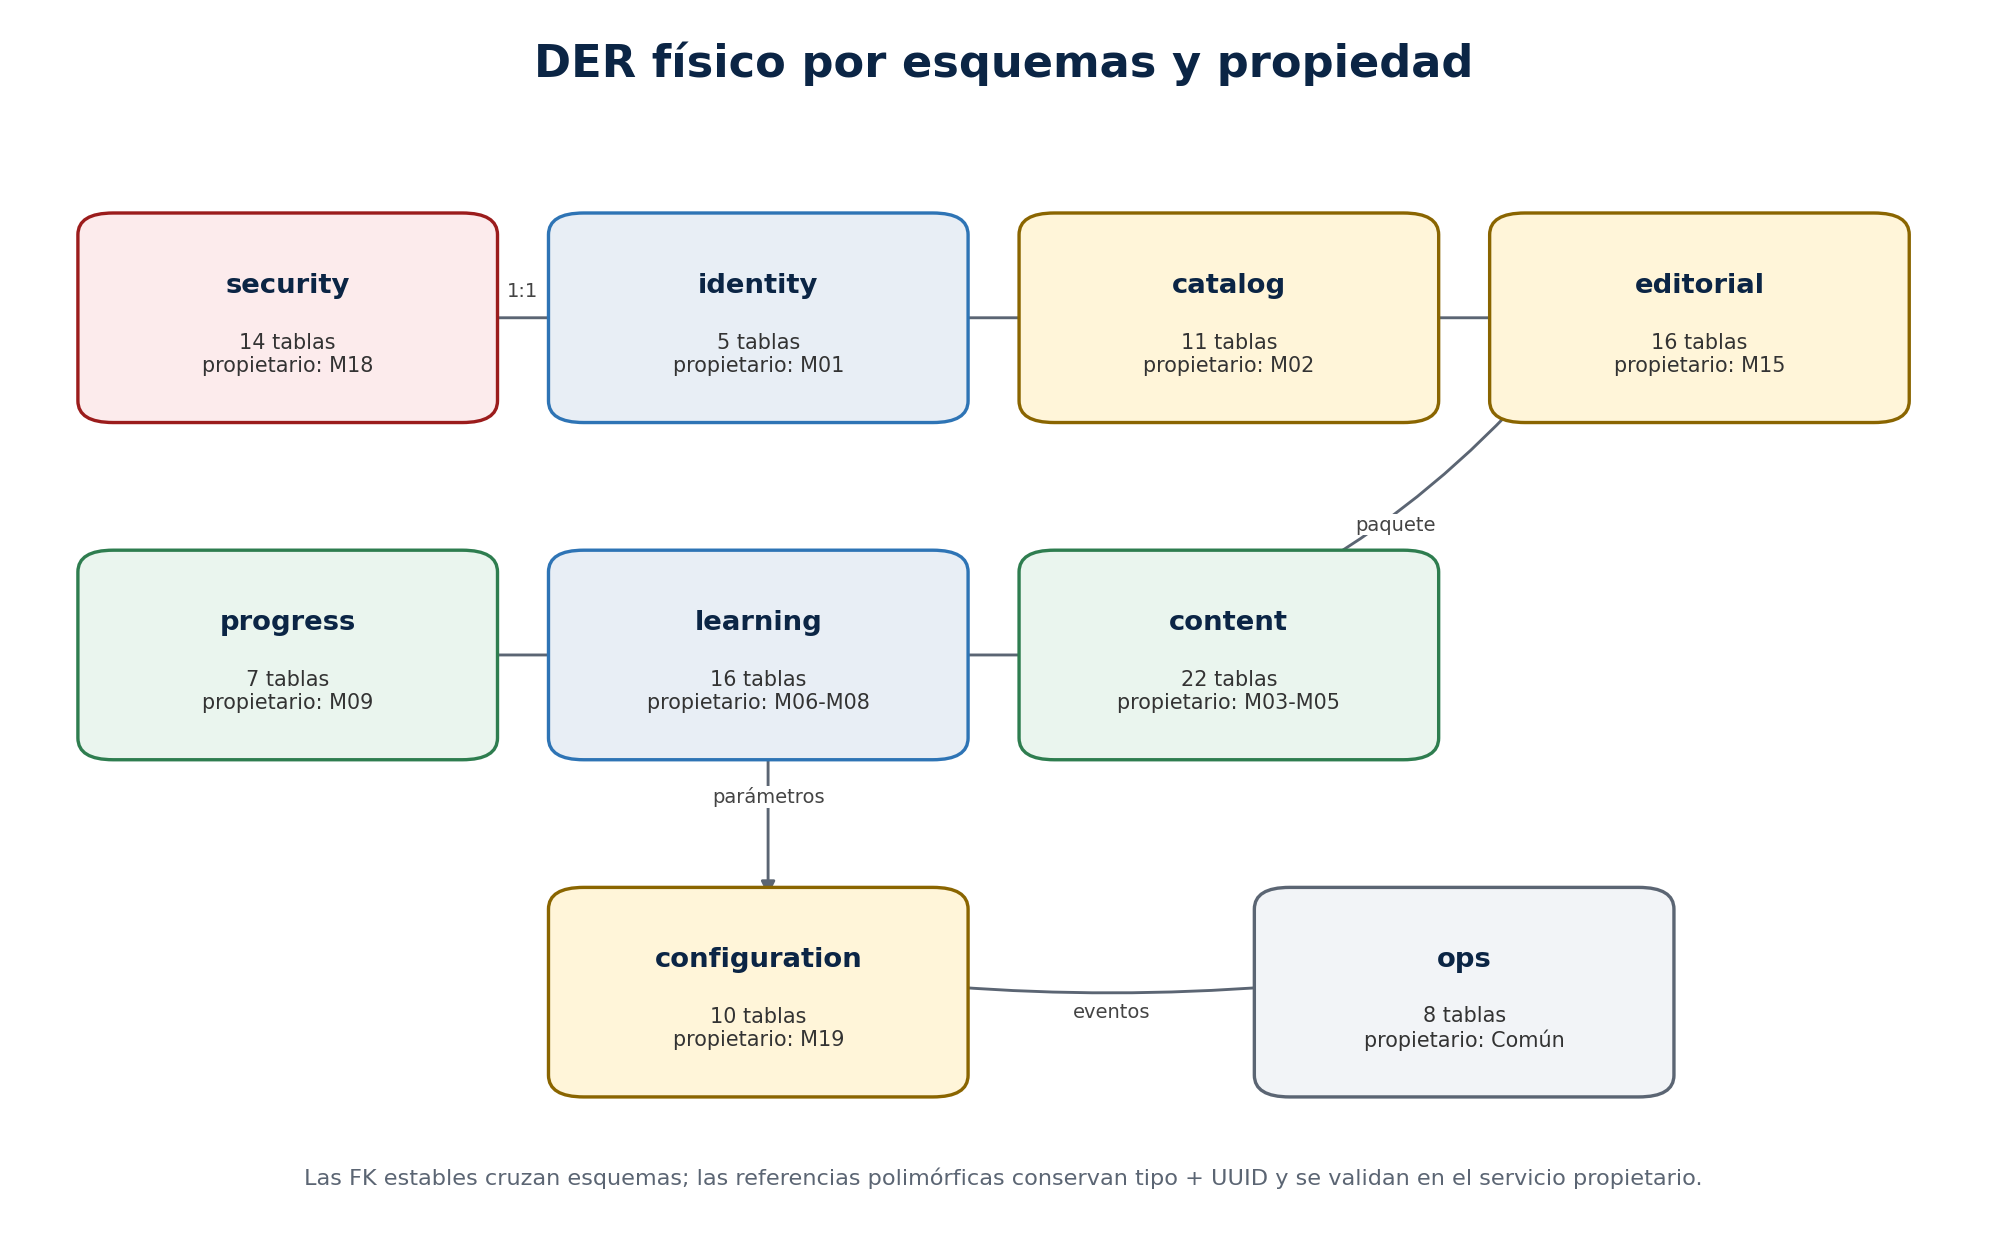 DER físico por esquemas y propiedad
security
14 tablas
propietario: M18
1:1
identity
5 tablas
propietario: M01
catalog
11 tablas
propietario: M02
editorial
16 tablas
propietario: M15
paquete
progress
7 tablas
propietario: M09
learning
16 tablas
propietario: M06-M08
content
22 tablas
propietario: M03-M05
parámetros
configuration
10 tablas
propietario: M19
eventos
ops
8 tablas
propietario: Común
Las FK estables cruzan esquemas; las referencias polimórficas conservan tipo + UUID y se validan en el servicio propietario.